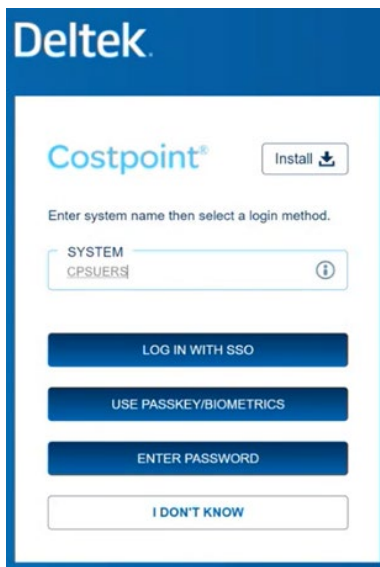 Deltek.
Costpoint®
Install
Enter system name then select a login method.
SYSTEM
CPSUERS
LOG IN WITH SSO
USE PASSKEY/BIOMETRICS
ENTER PASSWORD
I DON'T KNOW